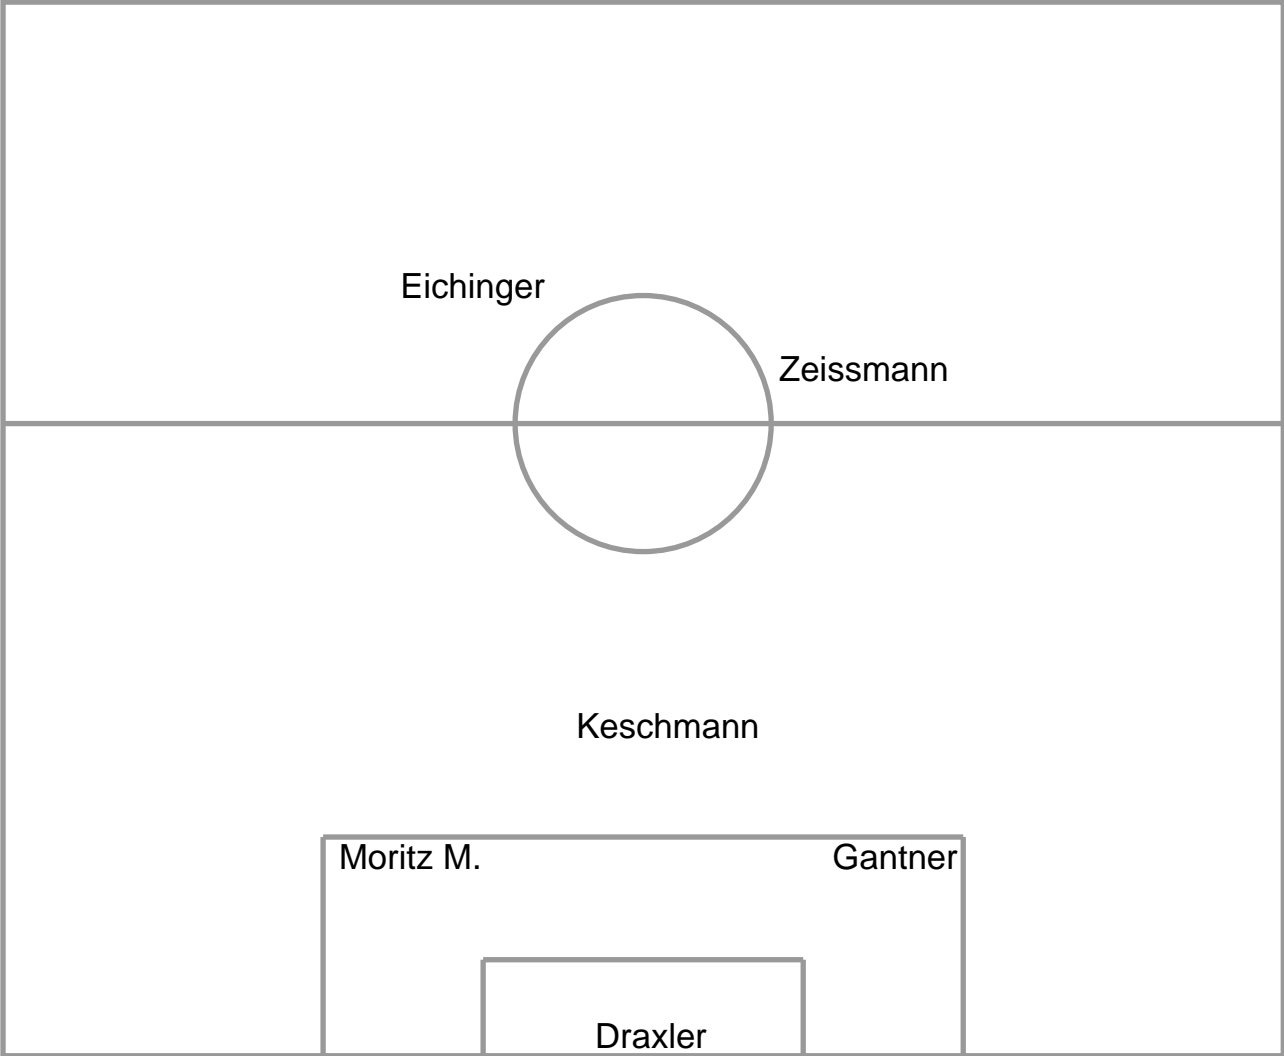 Eichinger
Zeissmann
Keschmann
Moritz M.
Gantner
Draxler